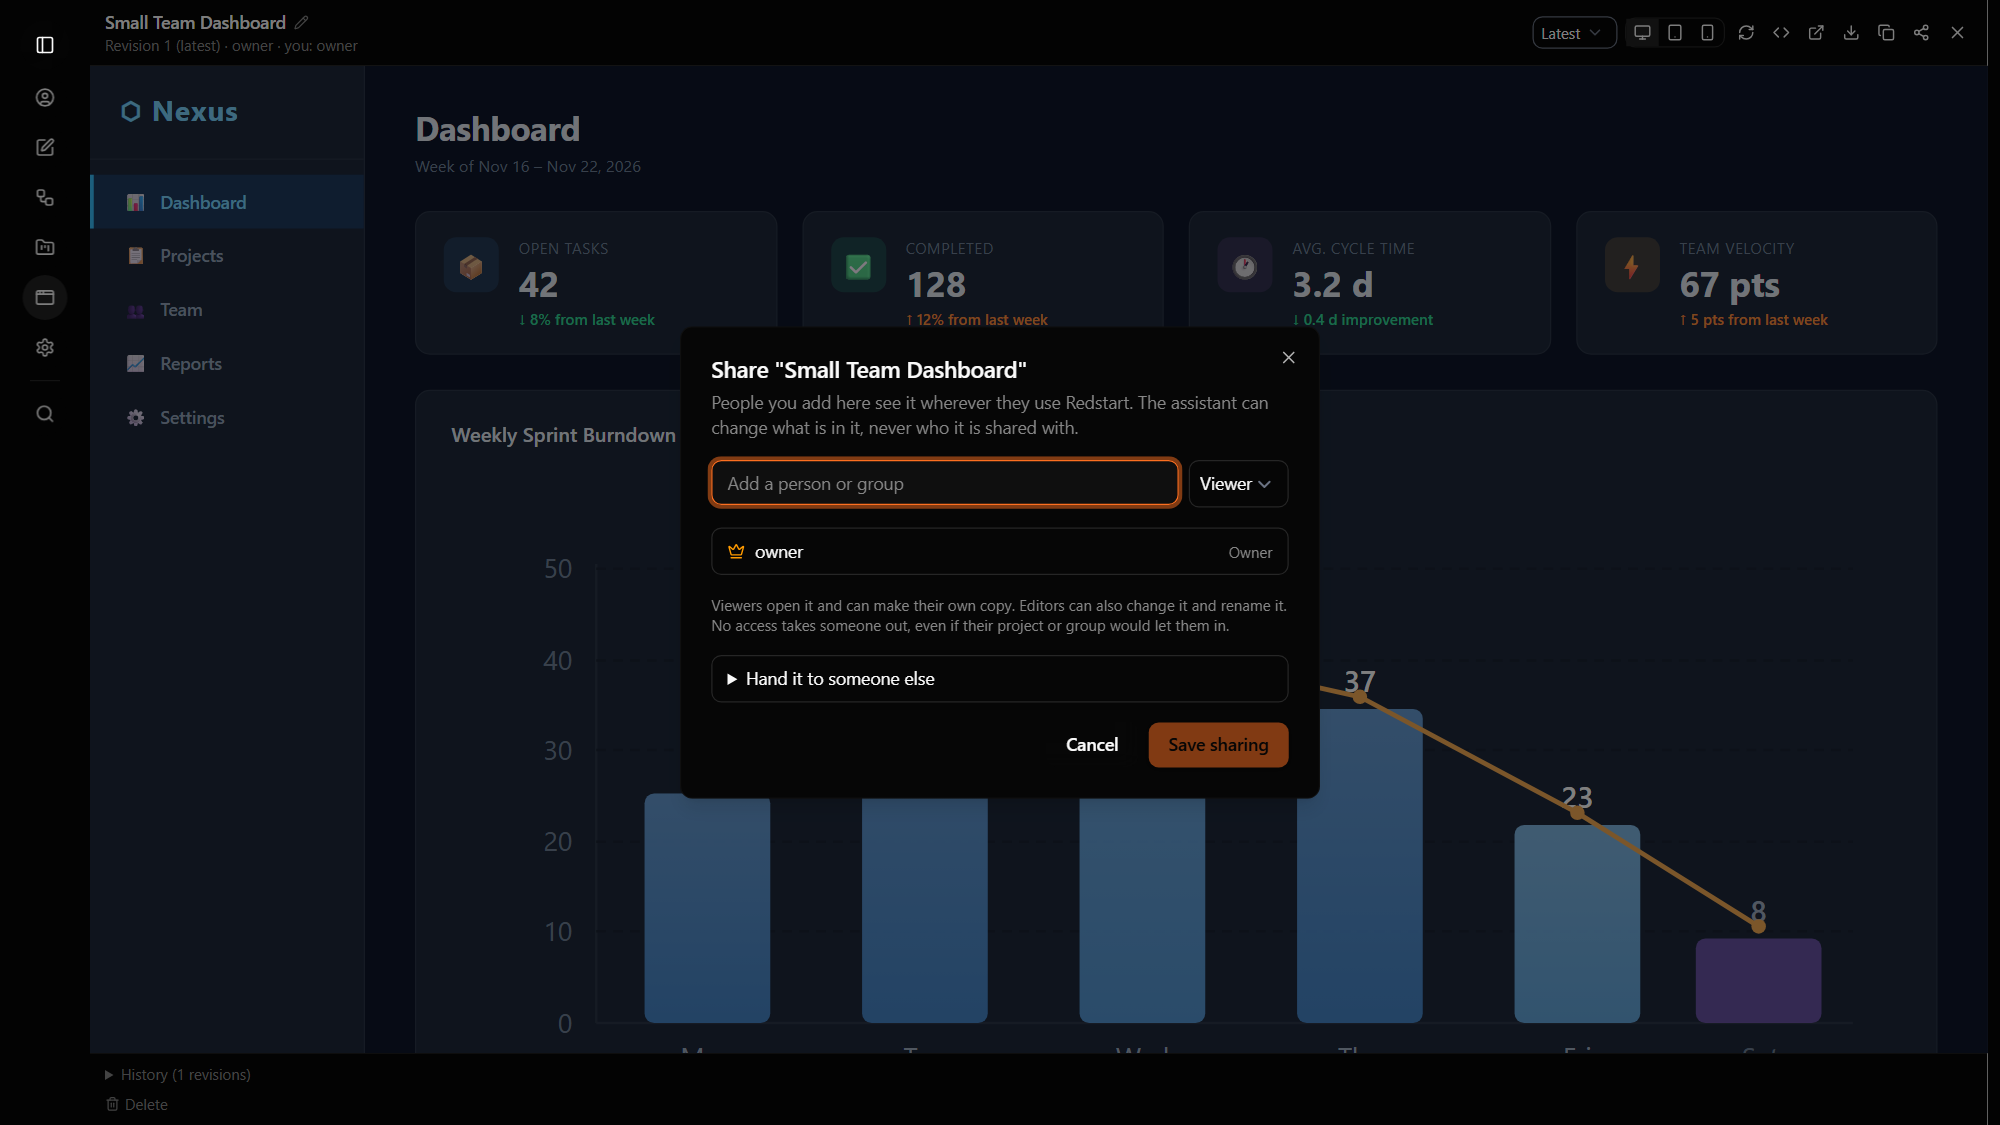 Small Team Dashboard
Revision 1 (latest) · owner · you: owner
Latest
Nexus
Dashboard
Projects
Team
Reports
Settings
Dashboard
Week of Nov 16 – Nov 22, 2026
OPEN TASKS
42
↓ 8% from last week
COMPLETED
128
↑ 12% from last week
AVG. CYCLE TIME
3.2 d
↓ 0.4 d improvement
TEAM VELOCITY
67 pts
↑ 5 pts from last week
Weekly Sprint Burndown
Share "Small Team Dashboard"
People you add here see it wherever they use Redstart. The assistant can
change what is in it, never who it is shared with.
Add a person or group
Viewer
owner
Owner
Viewers open it and can make their own copy. Editors can also change it and rename it.
No access takes someone out, even if their project or group would let them in.
Hand it to someone else
Cancel
Save sharing
50
40
30
20
10
0
37
23
8
History (1 revisions)
Delete